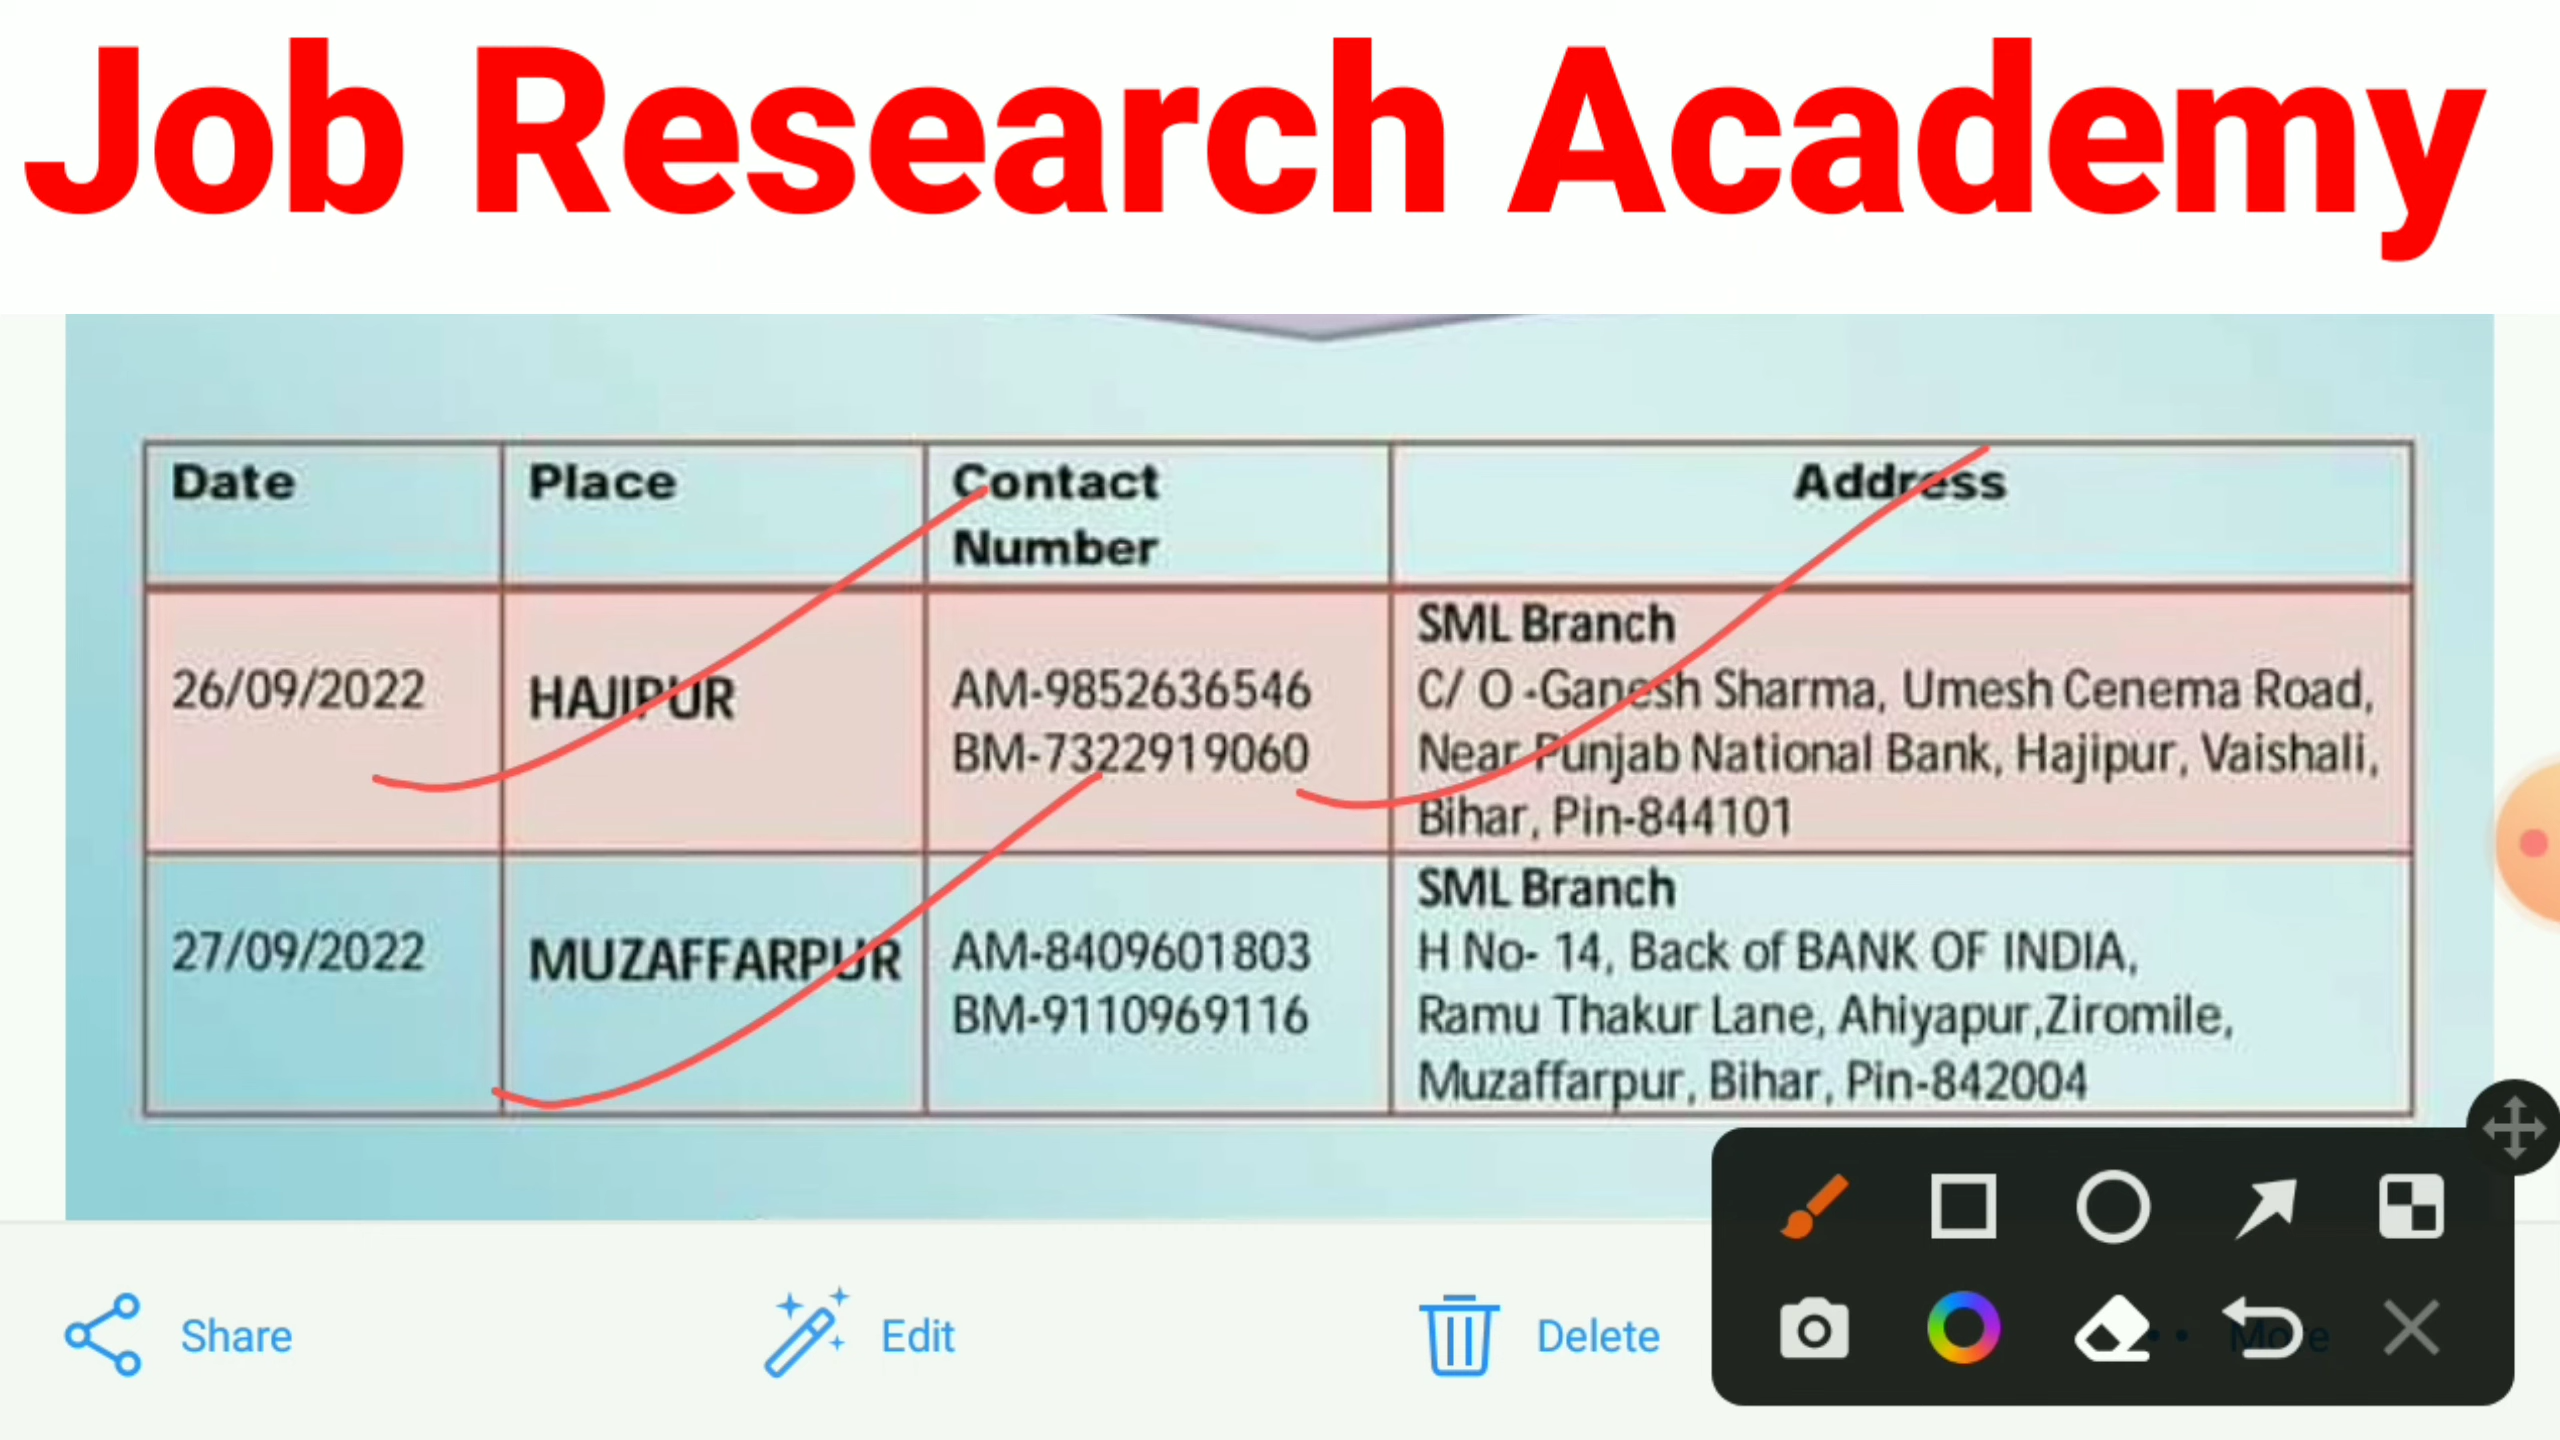 Job Research Academy
Date Place Contact Number Address
SML Branch
26/09/2022 HAJIPUR AM-9852636546 C/ O -Ganesh Sharma, Umesh Cenema Road,
BM-7322919060 Near Punjab National Bank, Hajipur, Vaishali,
Bihar, Pin-844101
SML Branch
27/09/2022 MUZAFFARPUR AM-8409601803 H No- 14, Back of BANK OF INDIA,
BM-9110969116 Ramu Thakur Lane, Ahiyapur,Ziromile,
Muzaffarpur, Bihar, Pin-842004
Share Edit Delete More